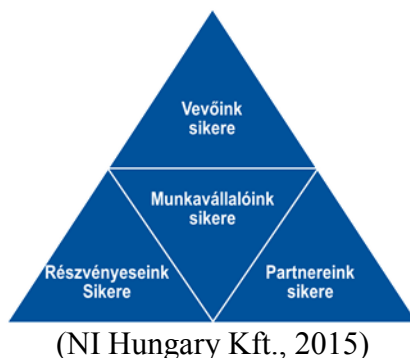 Vevőink
sikere
Munkavállalóink
sikere
Részvényeseink
Sikere
Partnereink
sikere
(NI Hungary Kft., 2015)